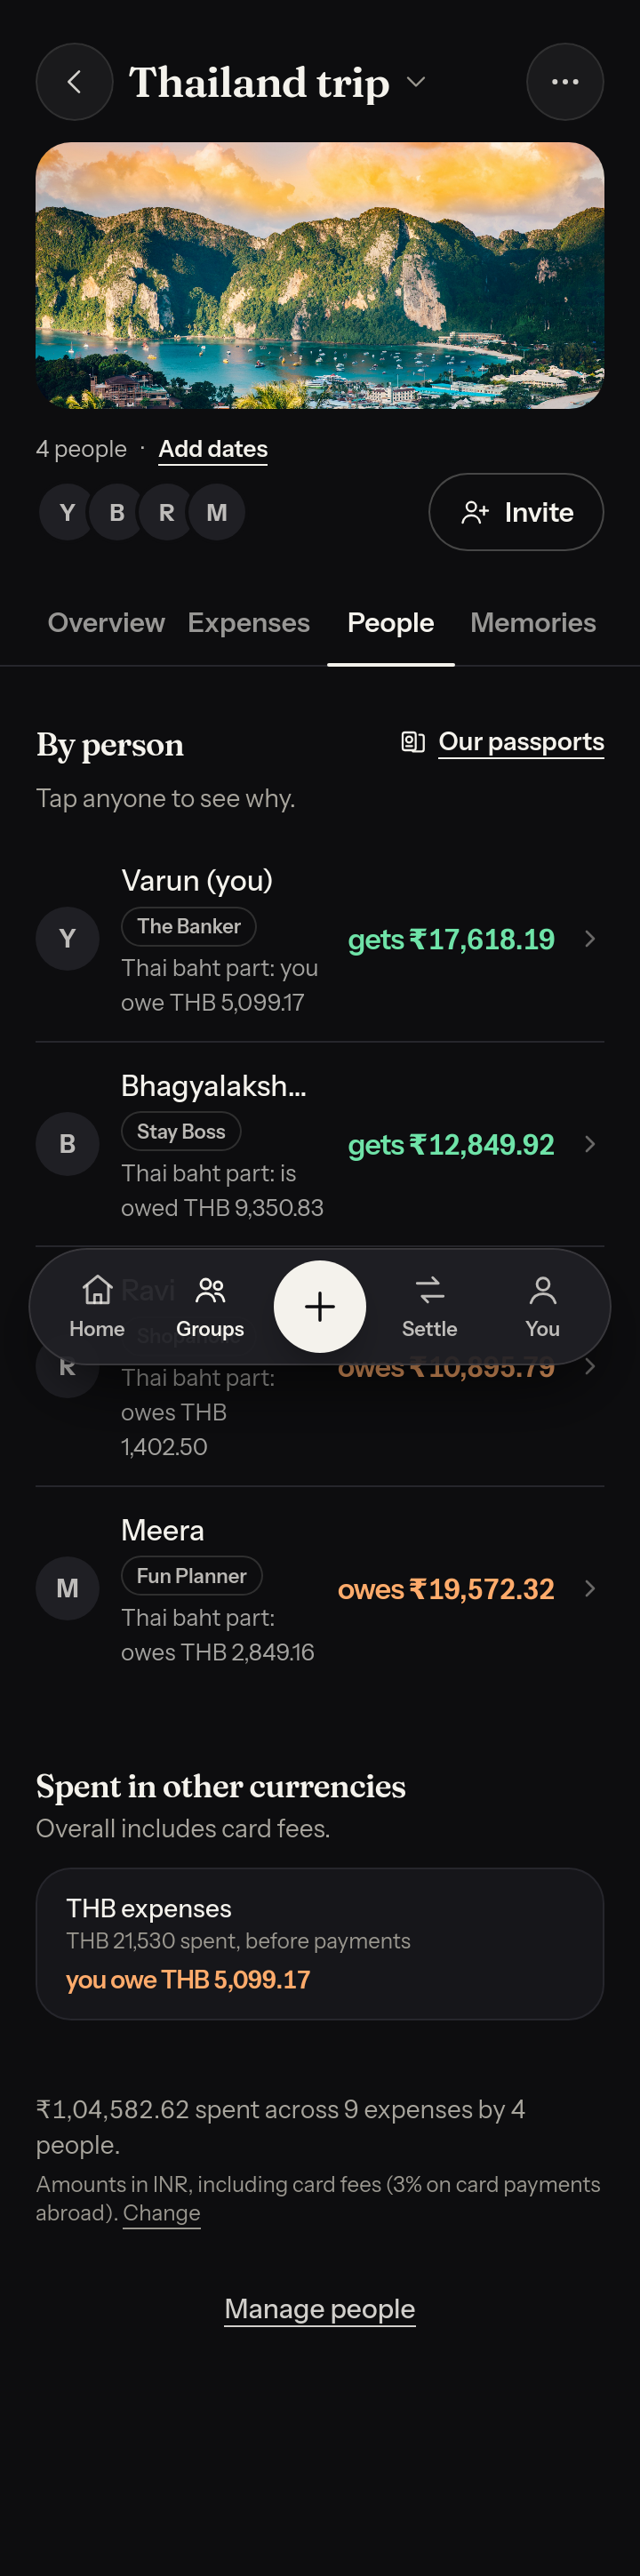 Thailand trip
4 people · Add dates
Y B R M
Invite
Overview Expenses People Memories
By person
Our passports
Tap anyone to see why.
Varun (you)
Y
The Banker
gets ₹17,618.19
Thai baht part: you
owe THB 5,099.17
Bhagyalaksh...
B
Stay Boss
gets ₹12,849.92
Thai baht part: is
owed THB 9,350.83
Ravi
Home Groups Settle You
R
owes ₹10,895.79
Thai baht part:
owes THB
1,402.50
Meera
M
Fun Planner
owes ₹19,572.32
Thai baht part:
owes THB 2,849.16
Spent in other currencies
Overall includes card fees.
THB expenses
THB 21,530 spent, before payments
you owe THB 5,099.17
₹1,04,582.62 spent across 9 expenses by 4
people.
Amounts in INR, including card fees (3% on card payments
abroad). Change
Manage people